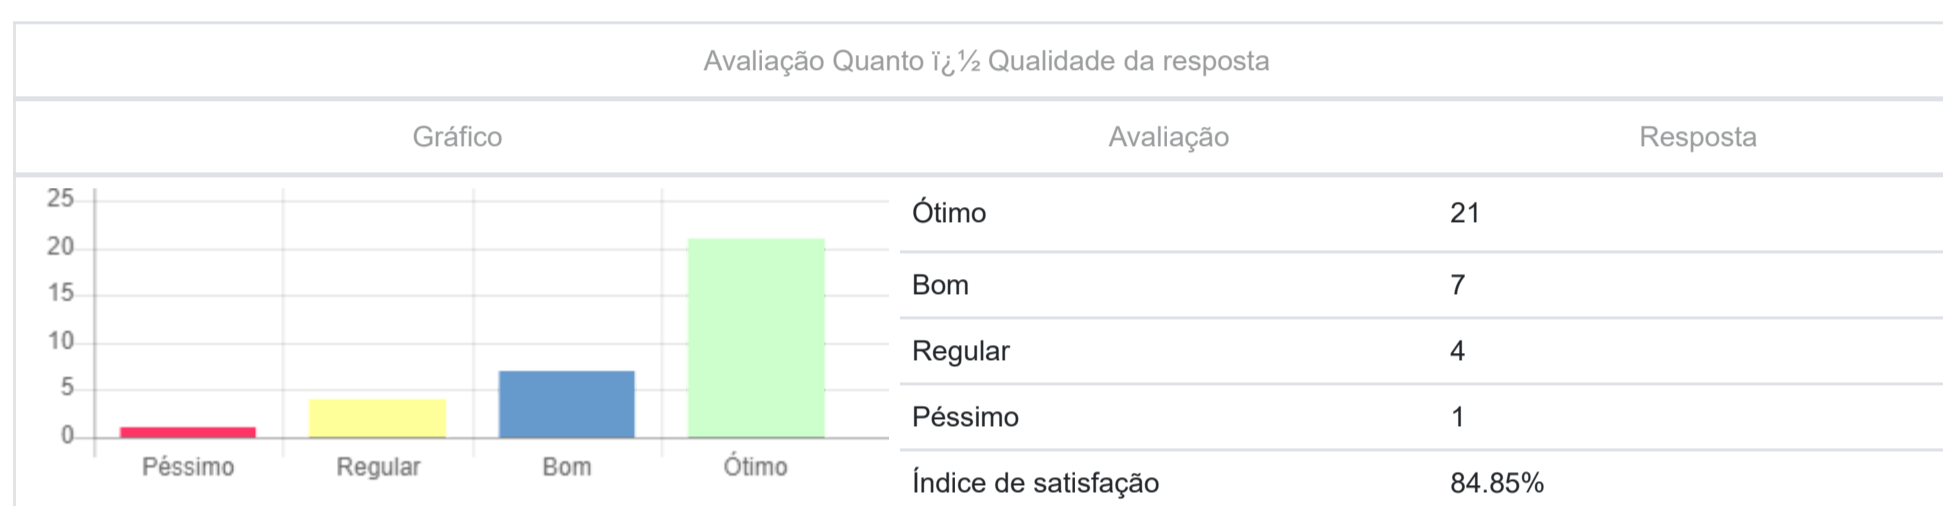 Avaliação Quanto ï¿½ Qualidade da resposta
Gráfico Avaliação Resposta
25
20
15
10
5
0
Péssimo Regular Bom Ótimo
Ótimo 21
Bom 7
Regular 4
Péssimo 1
Índice de satisfação 84.85%